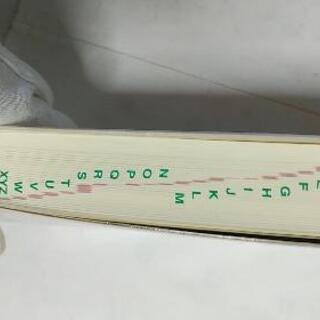 F G H I J K L M
N O P Q R S T U V W XYZ